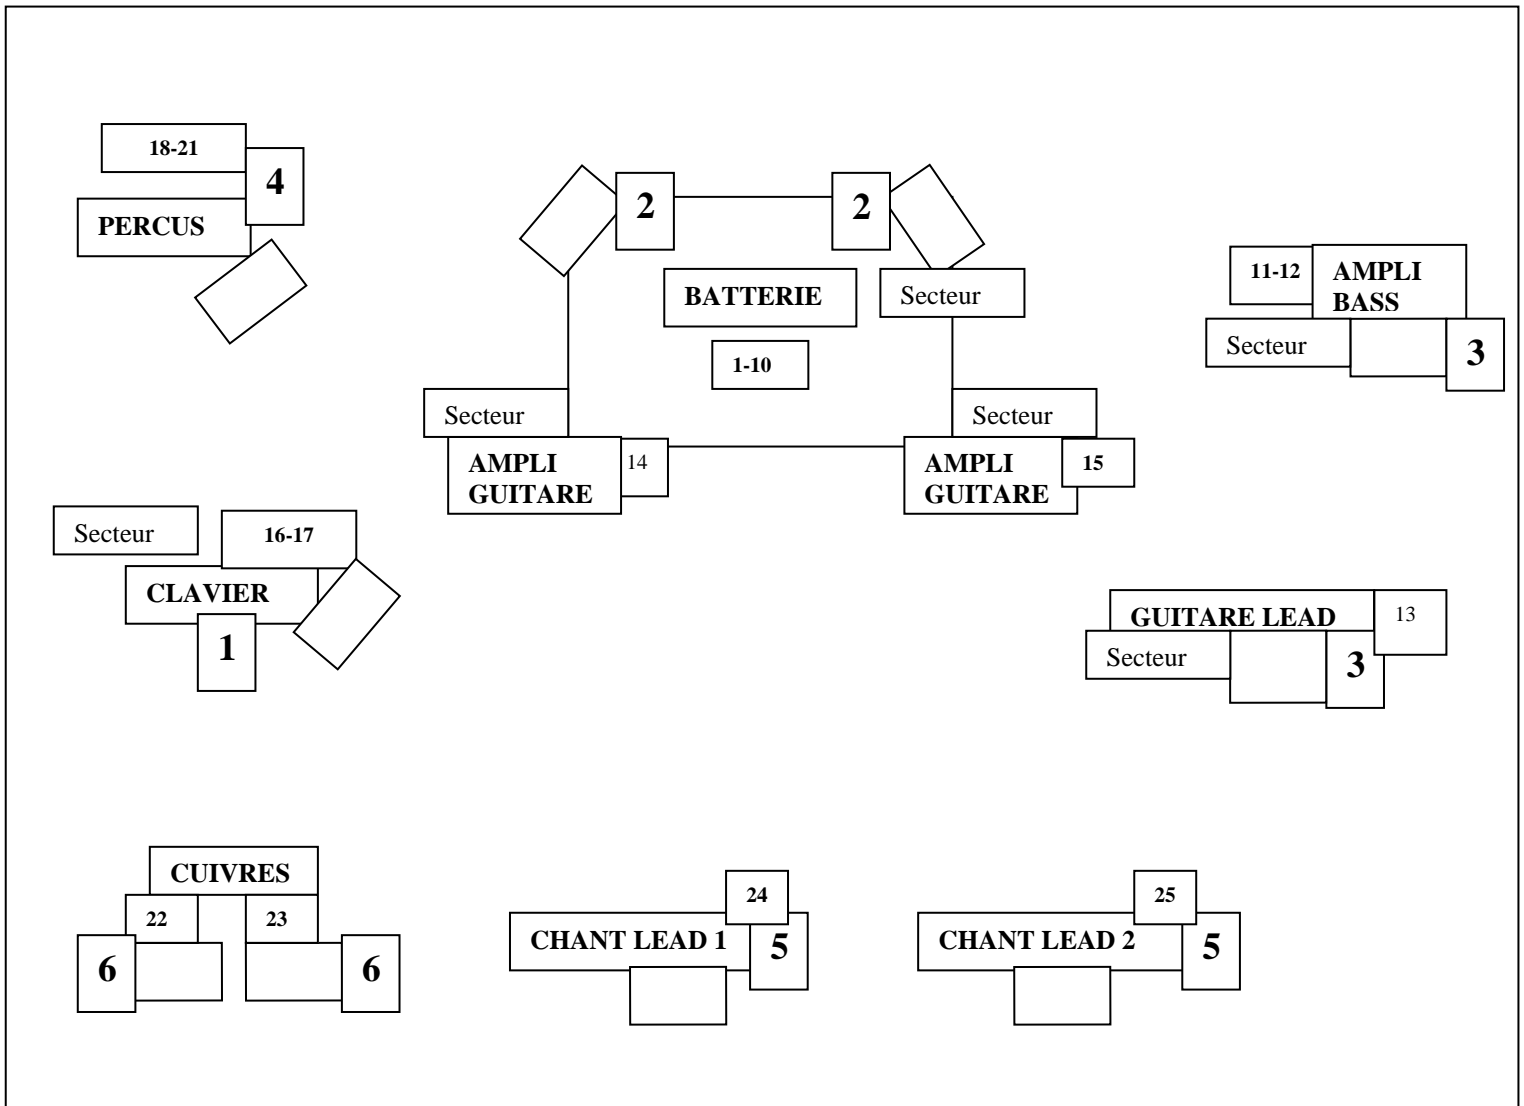 18-21
4
PERCUS
2
2
BATTERIE
Secteur
1-10
11-12
AMPLI
BASS
Secteur
3
Secteur
AMPLI
GUITARE
14
Secteur
AMPLI
GUITARE
15
Secteur
16-17
CLAVIER
1
GUITARE LEAD
13
Secteur
3
CUIVRES
22
23
6
6
24
CHANT LEAD 1
5
25
CHANT LEAD 2
5